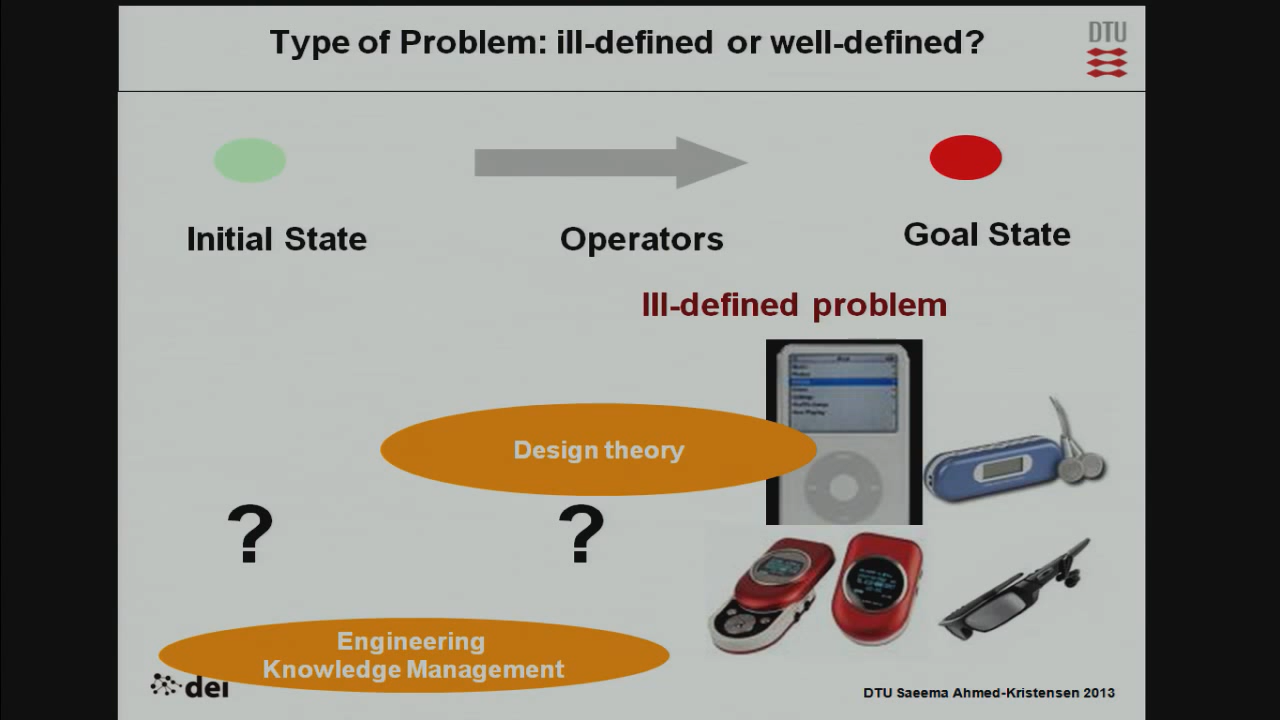 Type of Problem: ill-defined or well-defined?
DTU
Initial State
Operators
Goal State
Ill-defined problem
Design theory
? ?
Engineering
Knowledge Management
dei
DTU Saeema Ahmed-Kristensen 2013